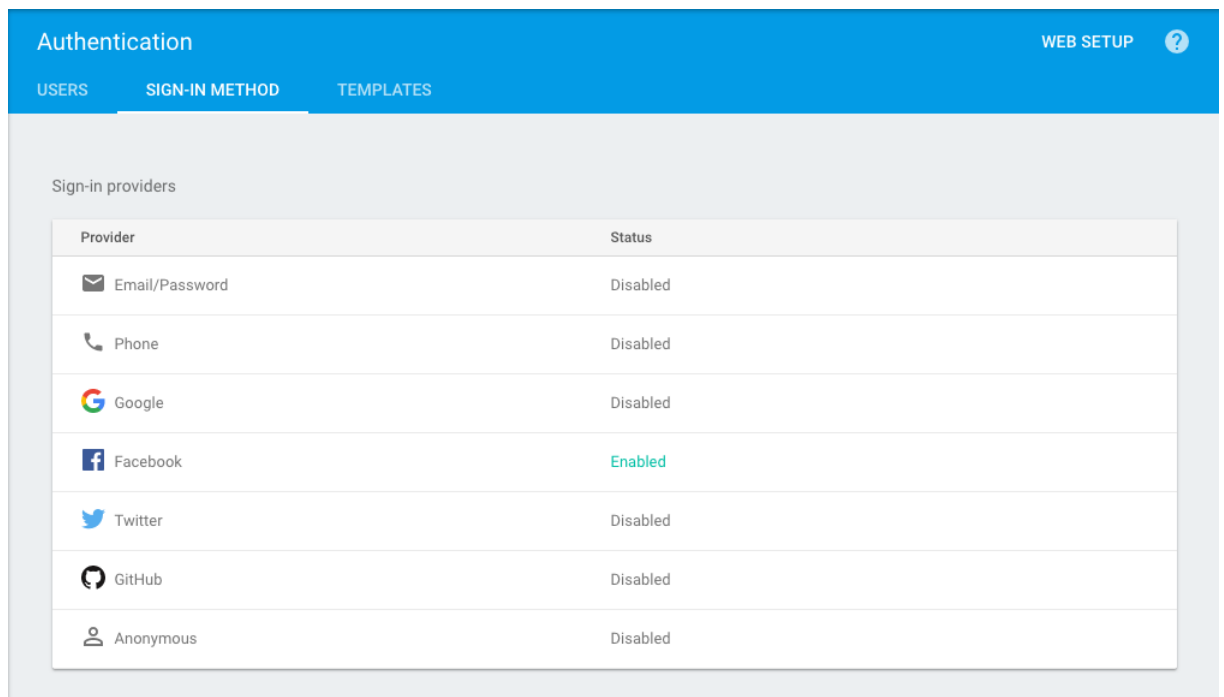 Authentication
WEB SETUP ?
USERS SIGN-IN METHOD TEMPLATES
Sign-in providers
Provider Status
Email/Password Disabled
Phone Disabled
Google Disabled
Facebook Enabled
Twitter Disabled
GitHub Disabled
Anonymous Disabled